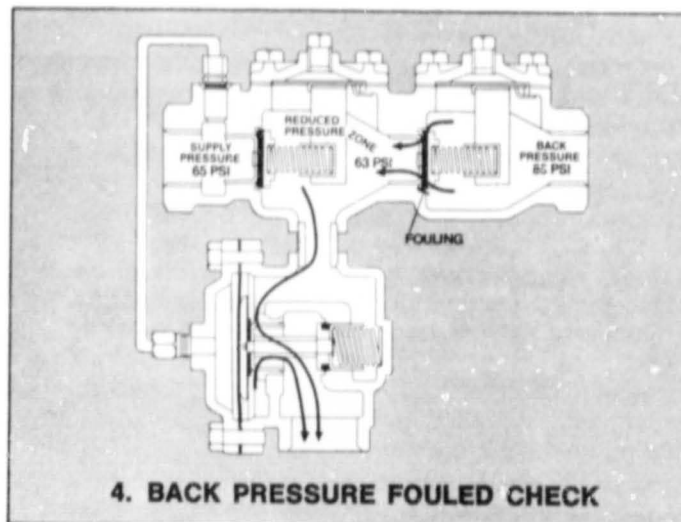 SUPPLY
PRESSURE
65 PSI
REDUCED
PRESSURE
ZONE
63 PSI
BACK
PRESSURE
85 PSI
FOULING
4. BACK PRESSURE FOULED CHECK